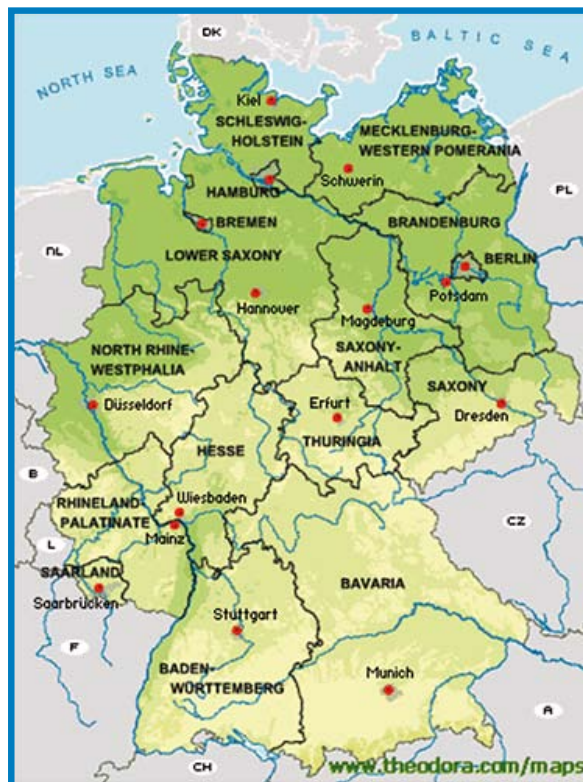 DK
BALTIC SEA
NORTH SEA
Kiel
SCHLESWIG-
HOLSTEIN
MECKLENBURG-
WESTERN POMERANIA
Schwerin
HAMBURG
PL
BREMEN
BRANDENBURG
NL
LOWER SAXONY
BERLIN
Potsdam
Hannover
Magdeburg
NORTH RHINE-
WESTPHALIA
SAXONY-
ANHALT
SAXONY
Düsseldorf
Erfurt
Dresden
THURINGIA
HESSE
B
RHINELAND-
PALATINATE
Wiesbaden
Mainz
CZ
L
SAARLAND
Saarbrücken
BAVARIA
Stuttgart
F
BADEN-
WÜRTTEMBERG
Munich
A
CH
www.theodora.com/maps